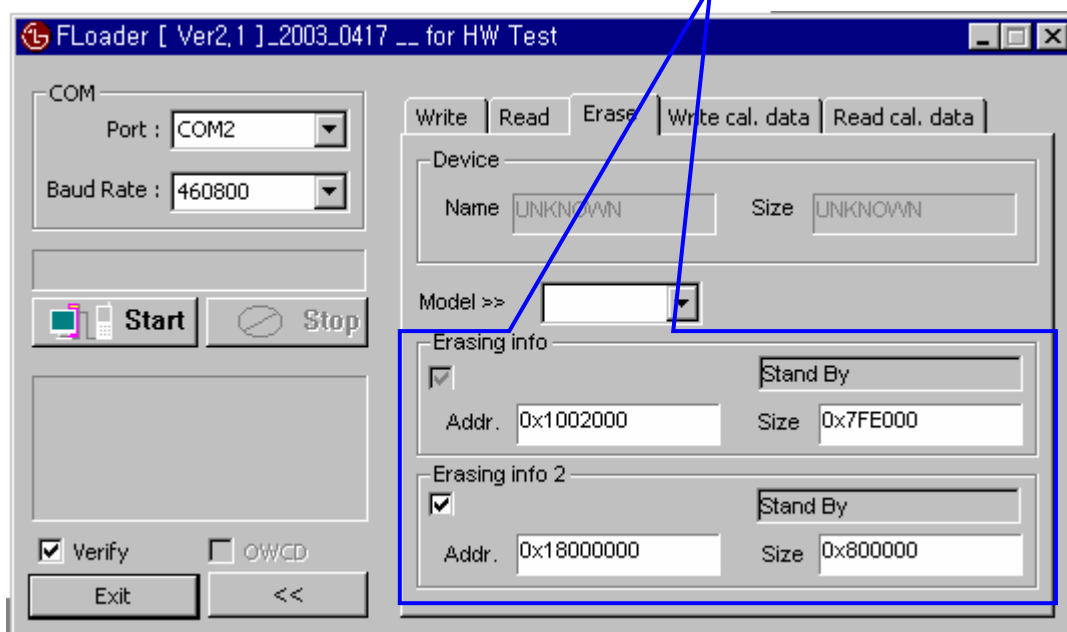 FLoader [ Ver2,1 ]_2003_0417 __ for HW Test
COM
Port : COM2
Baud Rate : 460800
Start Stop
Verify OWCD
Exit <<
Write Read Erase Write cal. data Read cal. data
Device
Name UNKNOWN Size UNKNOWN
Model >>
Erasing info
Stand By
Addr. 0x1002000 Size 0x7FE000
Erasing info 2
Stand By
Addr. 0x18000000 Size 0x800000